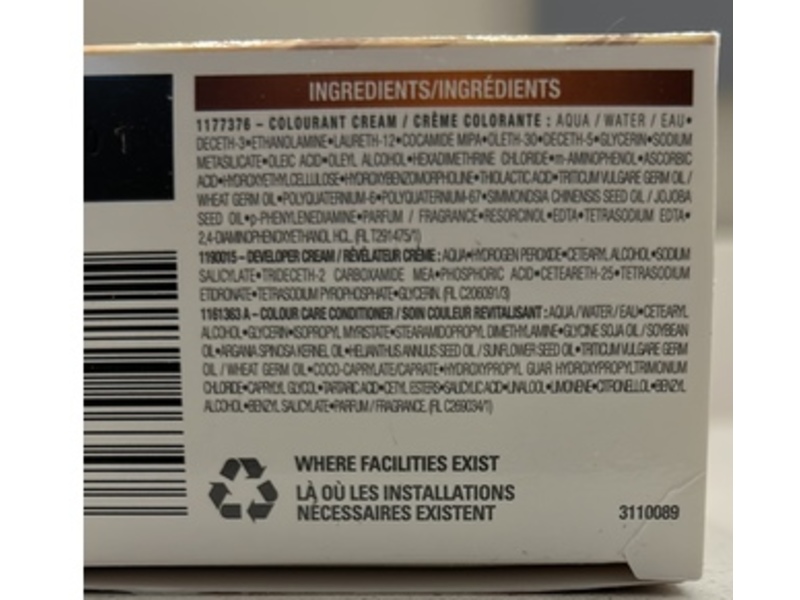 INGREDIENTS/INGRÉDIENTS
1177376 – COLOURANT CREAM / CRÈME COLORANTE : AQUA / WATER / EAU•
DECETH-3•ETHANOLAMINE•LAURETH-12•COCAMIDE MIPA•OLETH-30•DECETH-5•GLYCERIN•SODIUM
METASILICATE•OLEIC ACID•OLEYL ALCOHOL•HEXADIMETHRINE CHLORIDE•m-AMINOPHENOL•ASCORBIC
ACID•HYDROXYETHYLCELLULOSE•HYDROXYBENZOMORPHOLINE•THIOLACTIC ACID•TRITICUM VULGARE GERM OIL /
WHEAT GERM OIL•POLYQUATERNIUM-6•POLYQUATERNIUM-67•SIMMONDSIA CHINENSIS SEED OIL / JOJOBA
SEED OIL•p-PHENYLENEDIAMINE•PARFUM / FRAGRANCE•RESORCINOL•EDTA•TETRASODIUM EDTA•
2,4-DIAMINOPHENOXYETHANOL HCL. (FIL T291475/1)
1190015 – DEVELOPER CREAM / RÉVÉLATEUR CRÈME : AQUA•HYDROGEN PEROXIDE•CETEARYL ALCOHOL•SODIUM
SALICYLATE•TRIDECETH-2 CARBOXAMIDE MEA•PHOSPHORIC ACID•CETEARETH-25•TETRASODIUM
ETIDRONATE•TETRASODIUM PYROPHOSPHATE•GLYCERIN. (FIL C206091/3)
1161363 A – COLOUR CARE CONDITIONER / SOIN COULEUR REVITALISANT : AQUA / WATER / EAU•CETEARYL
ALCOHOL•GLYCERIN•ISOPROPYL MYRISTATE•STEARAMIDOPROPYL DIMETHYLAMINE•GLYCINE SOJA OIL / SOYBEAN
OIL•ARGANIA SPINOSA KERNEL OIL•HELIANTHUS ANNUUS SEED OIL / SUNFLOWER SEED OIL•TRITICUM VULGARE GERM
OIL / WHEAT GERM OIL•COCO-CAPRYLATE/CAPRATE•HYDROXYPROPYL GUAR HYDROXYPROPYLTRIMONIUM
CHLORIDE•CAPRYLYL GLYCOL•TARTARIC ACID•CETYL ESTERS•SALICYLIC ACID•LINALOOL•LIMONENE•CITRONELLOL•BENZYL
ALCOHOL•BENZYL SALICYLATE•PARFUM / FRAGRANCE. (FIL C269034/1)
WHERE FACILITIES EXIST
LÀ OÙ LES INSTALLATIONS
NÉCESSAIRES EXISTENT
3110089